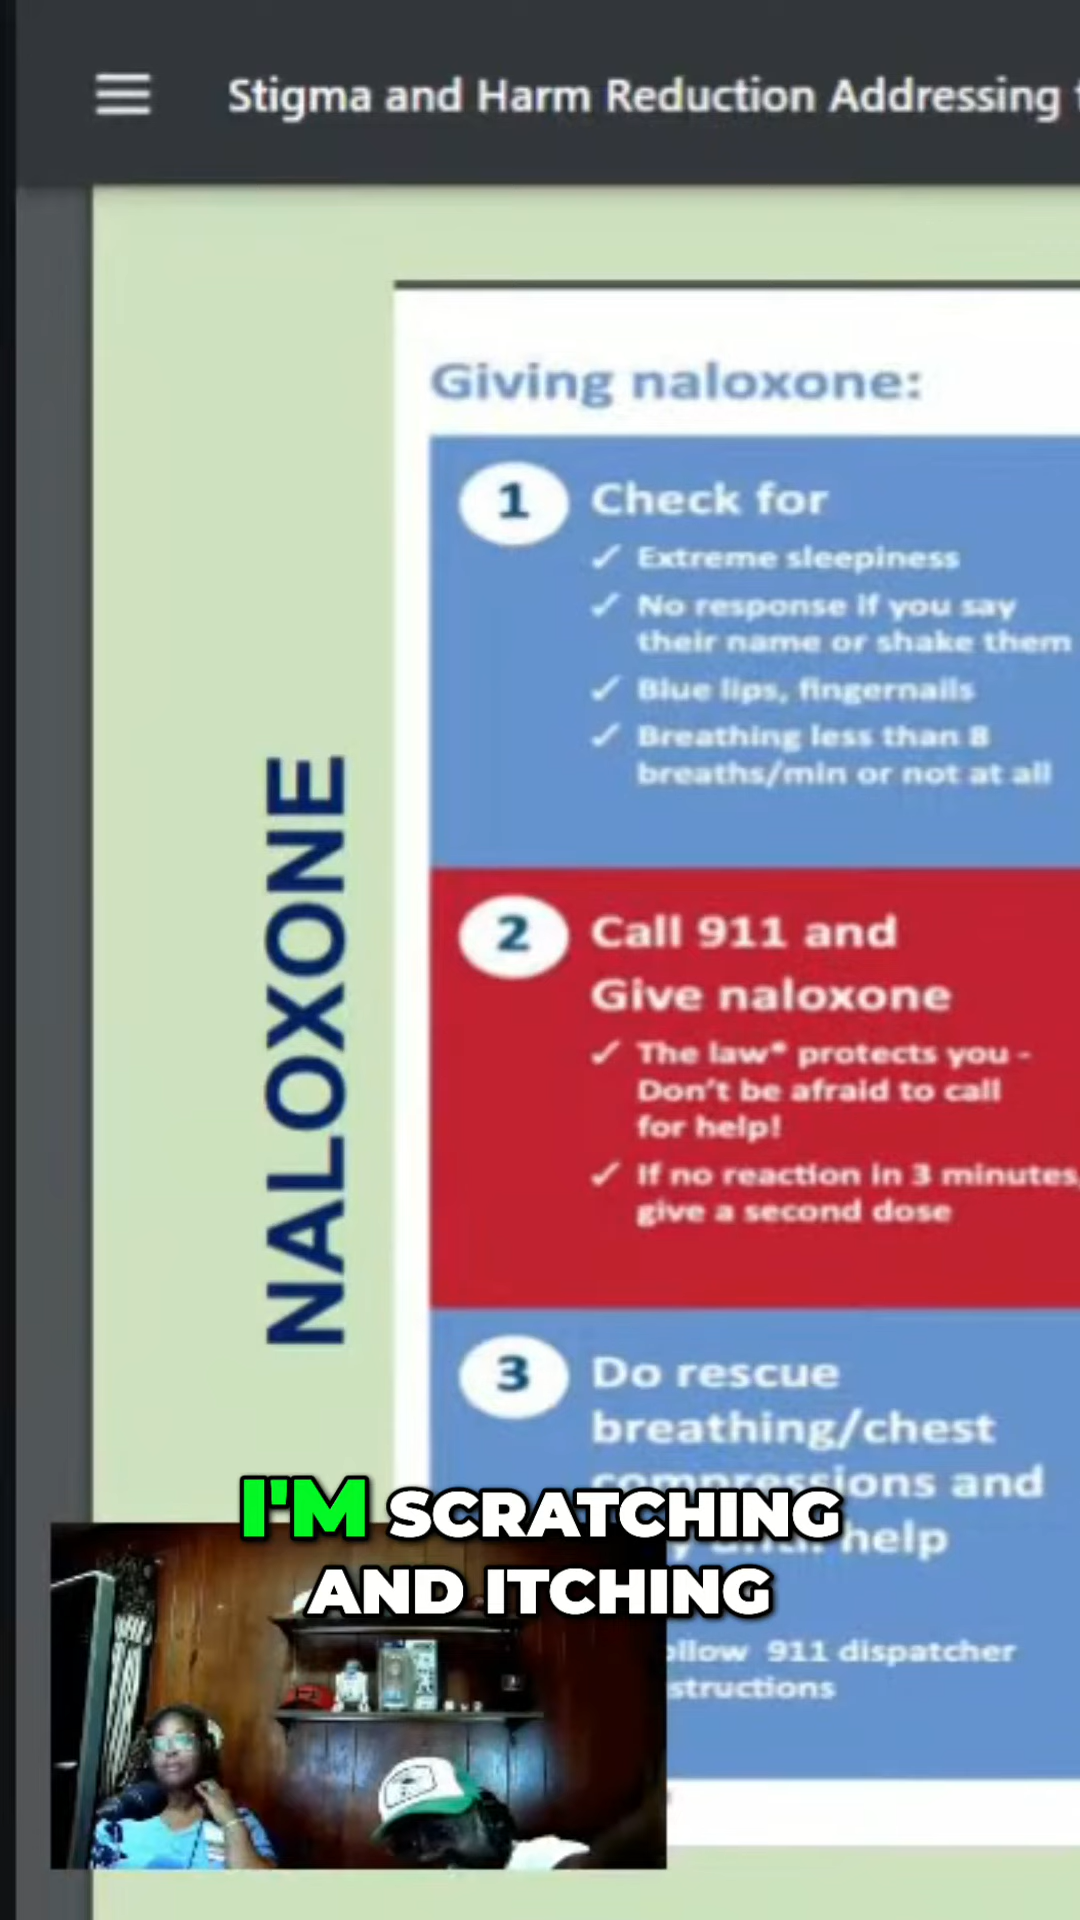 Stigma and Harm Reduction Addressing
NALOXONE
Giving naloxone:
1 Check for
✓ Extreme sleepiness
✓ No response if you say
their name or shake them
✓ Blue lips, fingernails
✓ Breathing less than 8
breaths/min or not at all
2 Call 911 and
Give naloxone
✓ The law* protects you -
Don't be afraid to call
for help!
✓ If no reaction in 3 minutes,
give a second dose
3 Do rescue
breathing/chest
compressions and
help
911 dispatcher
I'M SCRATCHING
AND ITCHING